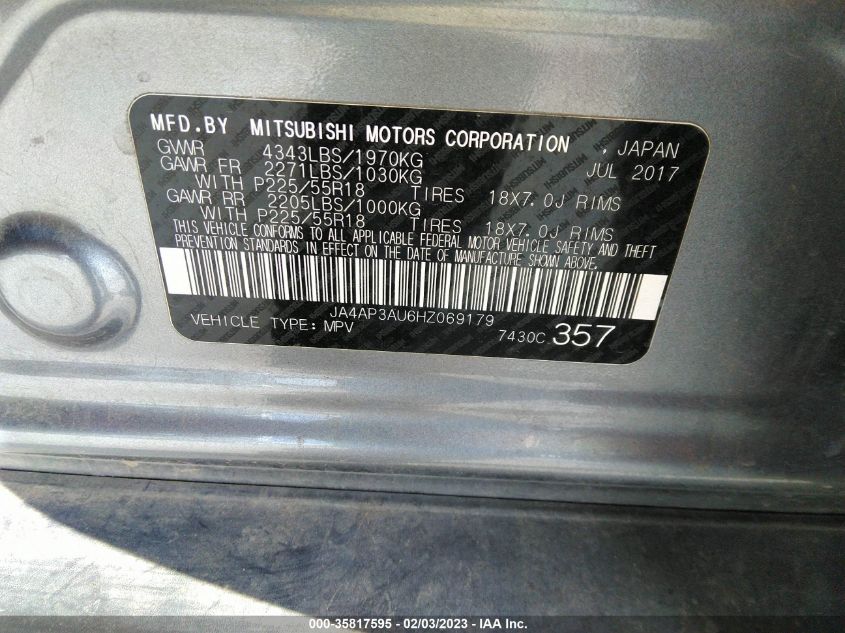 MFD.BY MITSUBISHI MOTORS CORPORATION , JAPAN
GVWR 4343LBS/1970KG JUL 2017
GAWR FR 2271LBS/1030KG
WITH P225/55R18 TIRES 18X7.0J RIMS
GAWR RR 2205LBS/1000KG
WITH P225/55R18 TIRES 18X7.0J RIMS
THIS VEHICLE CONFORMS TO ALL APPLICABLE FEDERAL MOTOR VEHICLE SAFETY AND THEFT
PREVENTION STANDARDS IN EFFECT ON THE DATE OF MANUFACTURE SHOWN ABOVE.
JA4AP3AU6HZ069179
VEHICLE TYPE: MPV 7430C 357
000-35817595 - 02/03/2023 - IAA Inc.